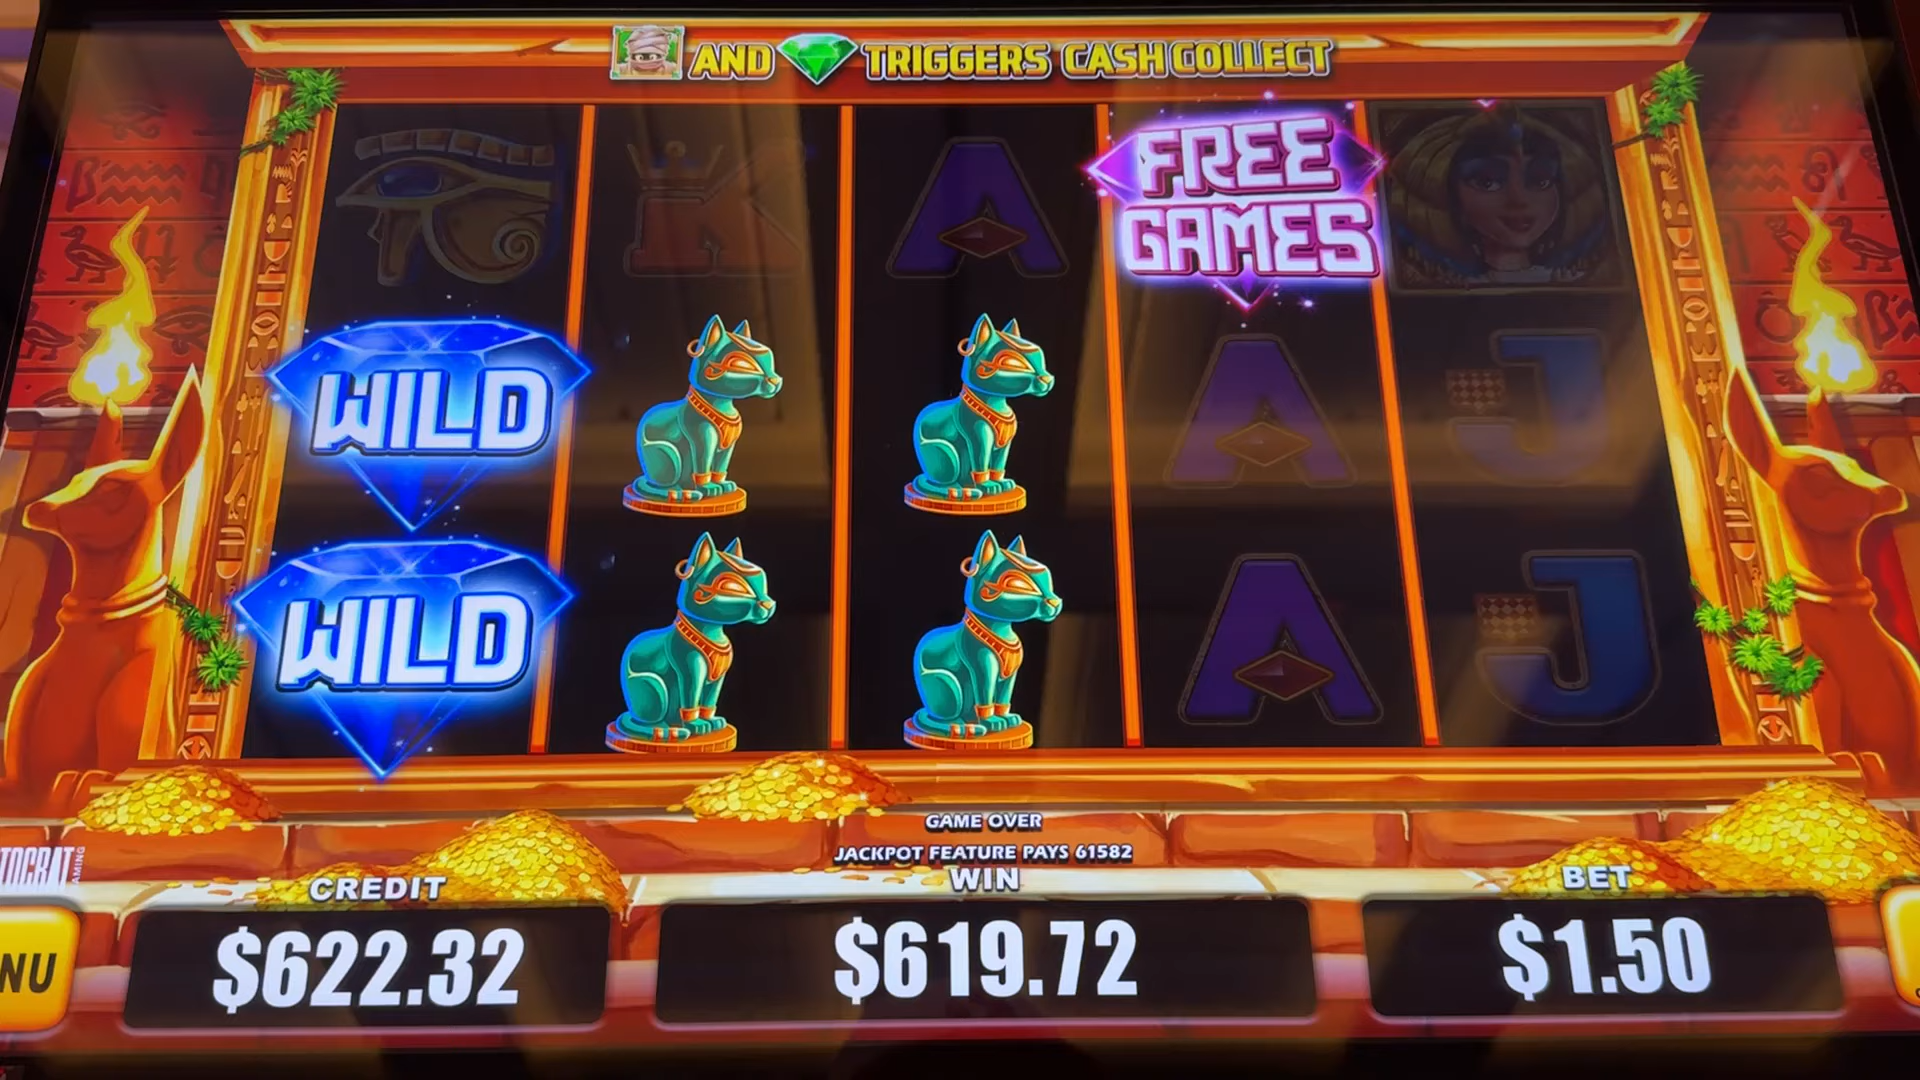 AND TRIGGERS CASH COLLECT
K
A
FREE
GAMES
WILD
A
J
WILD
A
J
GAME OVER
JACKPOT FEATURE PAYS 61582
CREDIT
WIN
BET
NU
$622.32
$619.72
$1.50